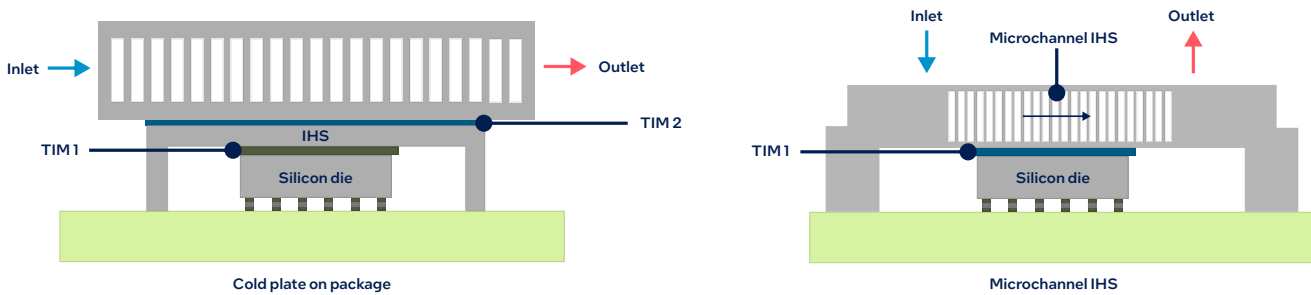 Inlet
Outlet
IHS
TIM 2
TIM 1
Silicon die
Cold plate on package
Inlet
Outlet
Microchannel IHS
TIM 1
Silicon die
Microchannel IHS